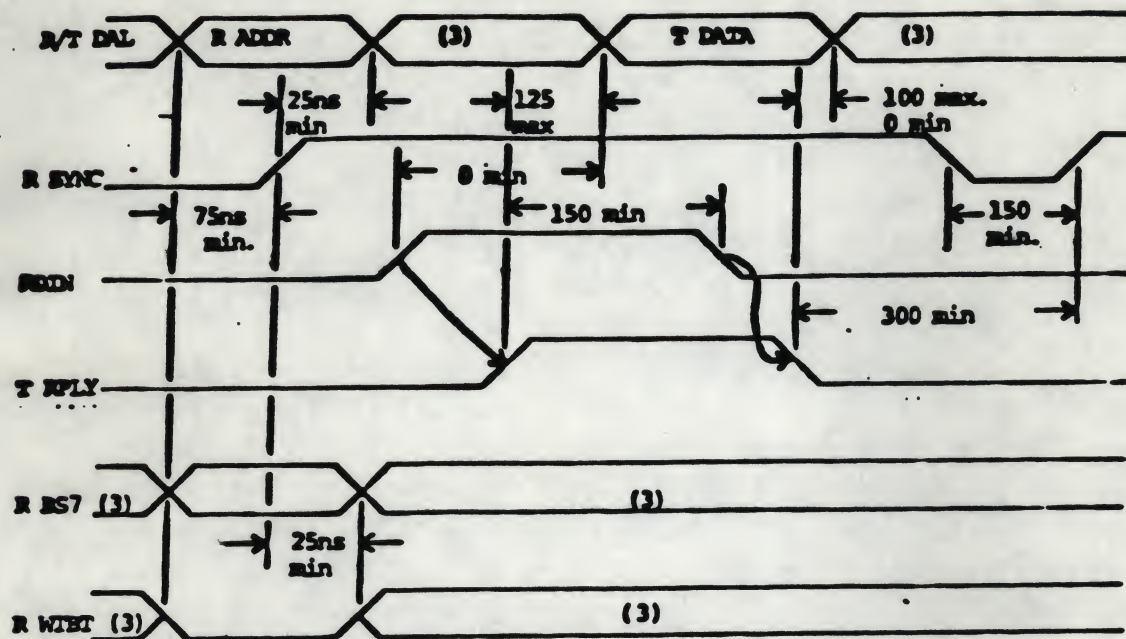 R/T DAL R ADDR (3) T DATA (3)
25ns min
125 max
100 max. 0 min
R SYNC
0 min
75ns min.
150 min
150 min.
300 min
T RPLY
R BS7 (3) (3)
25ns min
R WTBT (3) (3)